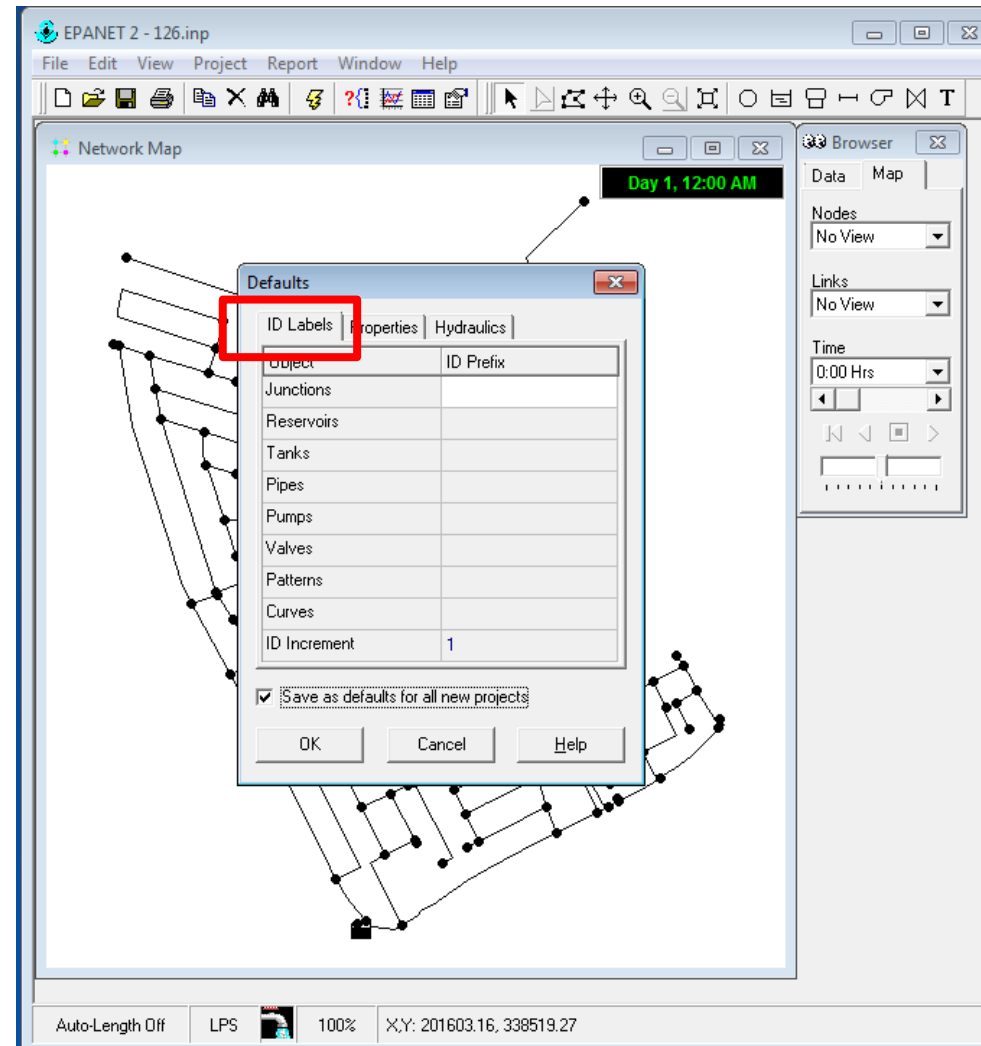 EPANET 2 - 126.inp
File Edit View Project Report Window Help
T
Network Map
Day 1, 12:00 AM
Browser
Data Map
Nodes
No View
Links
No View
Time
0:00 Hrs
Defaults
ID Labels Properties Hydraulics
Object ID Prefix
Junctions
Reservoirs
Tanks
Pipes
Pumps
Valves
Patterns
Curves
ID Increment 1
Save as defaults for all new projects
OK Cancel Help
Auto-Length Off LPS 100% X,Y: 201603.16, 338519.27